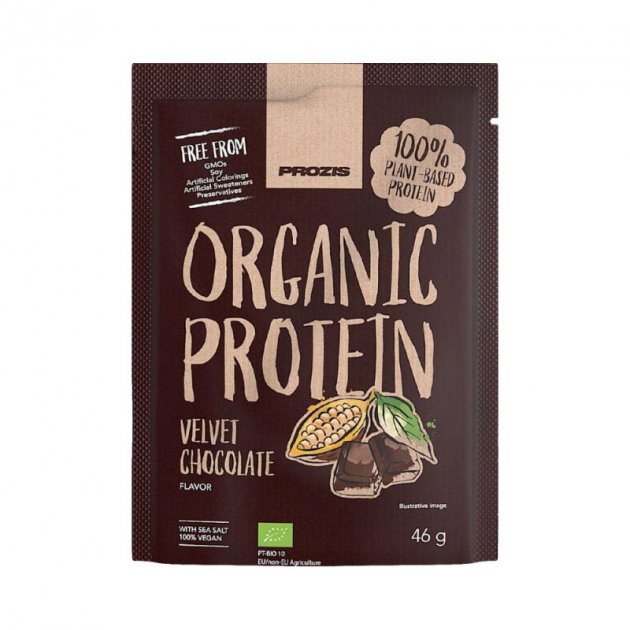 FREE FROM
GMOs
Soy
Artificial Colorings
Artificial Sweeteners
Preservatives
PROZIS
100%
PLANT-BASED
PROTEIN
ORGANIC
PROTEIN
VELVET
CHOCOLATE
FLAVOR
Illustrative image
WITH SEA SALT
100% VEGAN
PT-BIO 10
EU/non-EU Agriculture
46 g